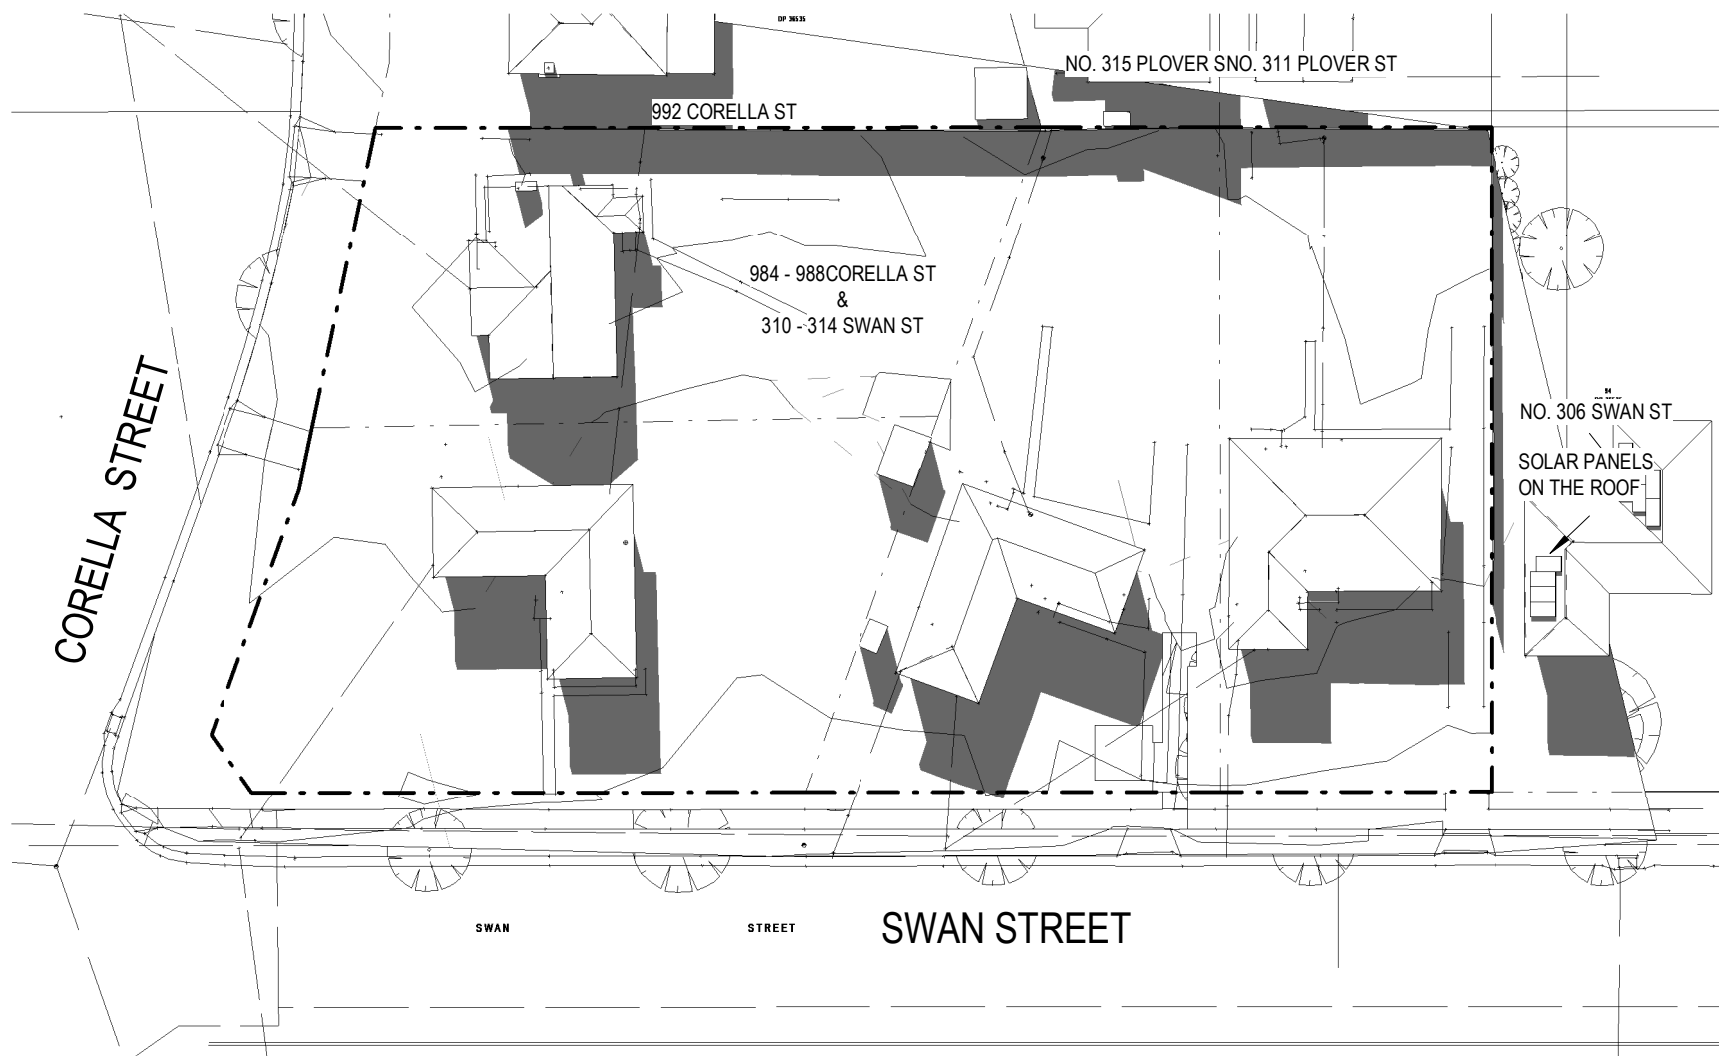 DP 36535
NO. 315 PLOVER SNO. 311 PLOVER ST
992 CORELLA ST
984 - 988CORELLA ST
&
310 - 314 SWAN ST
CORELLA STREET
NO. 306 SWAN ST
SOLAR PANELS
ON THE ROOF
SWAN STREET
SWAN STREET